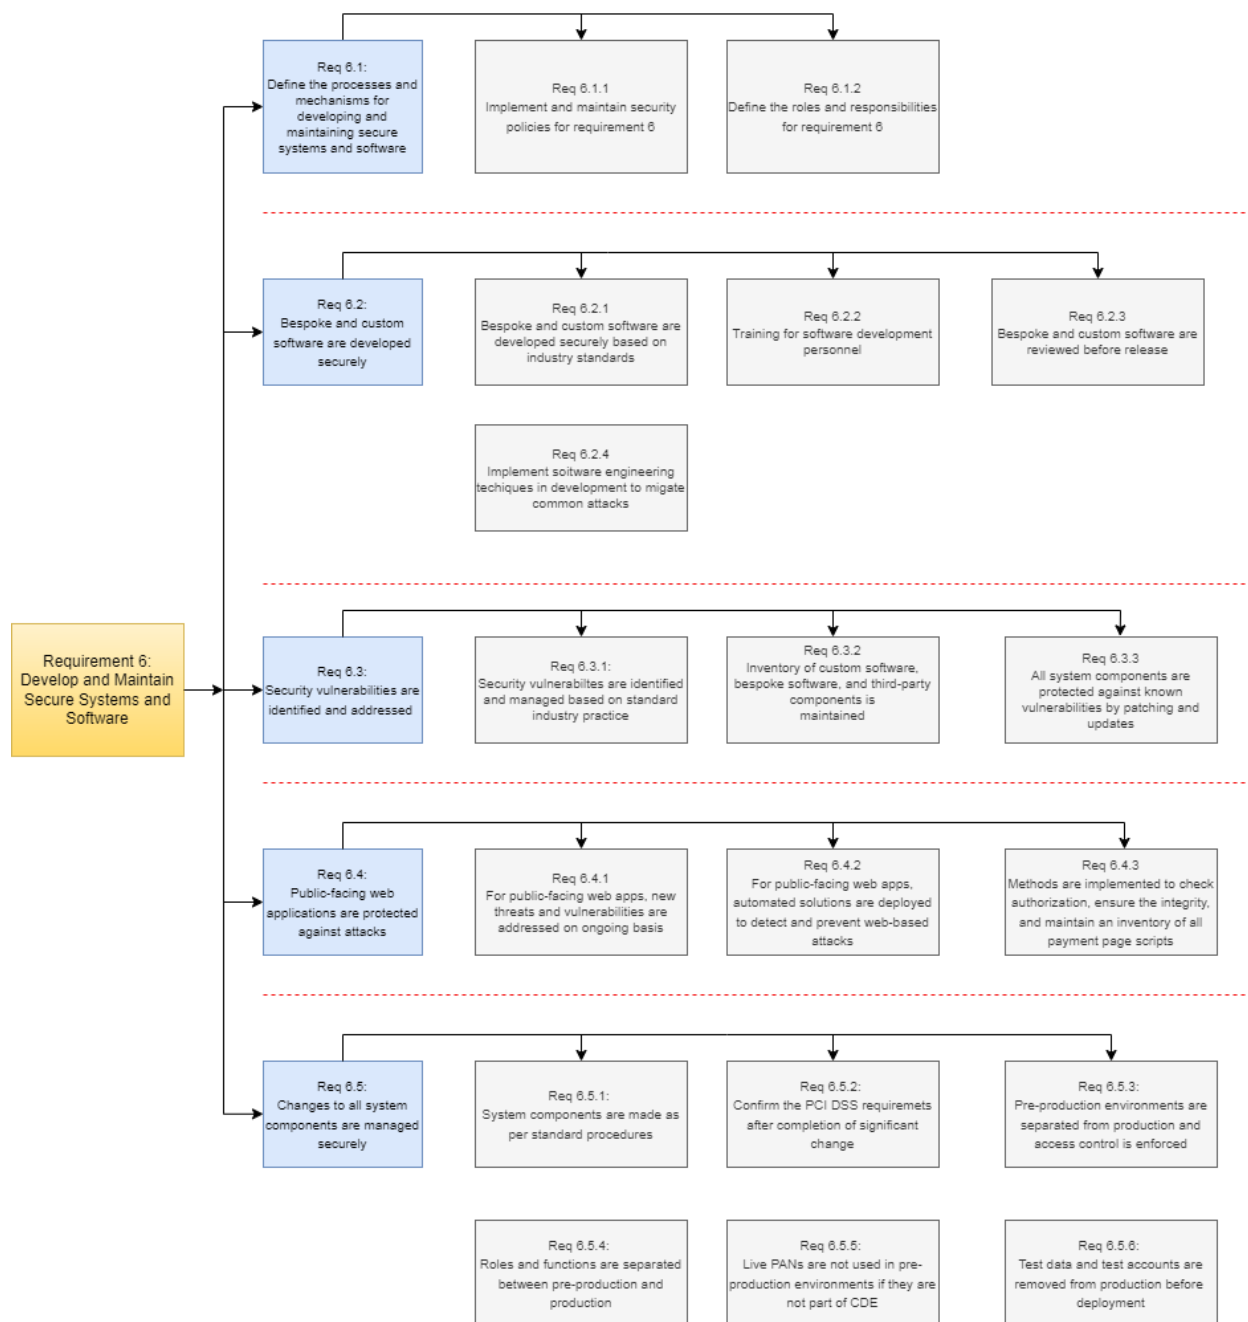 Req 6.1:
Define the processes and
mechanisms for
developing and
maintaining secure
systems and software
Req 6.1.1
Implement and maintain security
policies for requirement 6
Req 6.1.2
Define the roles and responsibilities
for requirement 6
Req 6.2:
Bespoke and custom
software are developed
securely
Req 6.2.1
Bespoke and custom software are
developed securely based on
industry standards
Req 6.2.2
Training for software development
personnel
Req 6.2.3
Bespoke and custom software are
reviewed before release
Req 6.2.4
Implement soitware engineering
techiques in development to migate
common attacks
Requirement 6:
Develop and Maintain
Secure Systems and
Software
Req 6.3:
Security vulnerabilities are
identified and addressed
Req 6.3.1:
Security vulnerabiltes are identified
and managed based on standard
industry practice
Req 6.3.2
Inventory of custom software,
bespoke software, and third-party
components is
maintained
Req 6.3.3
All system components are
protected against known
vulnerabilities by patching and
updates
Req 6.4:
Public-facing web
applications are protected
against attacks
Req 6.4.1
For public-facing web apps, new
threats and vulnerabilities are
addressed on ongoing basis
Req 6.4.2
For public-facing web apps,
automated solutions are deployed
to detect and prevent web-based
attacks
Req 6.4.3
Methods are implemented to check
authorization, ensure the integrity,
and maintain an inventory of all
payment page scripts
Req 6.5:
Changes to all system
components are managed
securely
Req 6.5.1:
System components are made as
per standard procedures
Req 6.5.2:
Confirm the PCI DSS requiremets
after completion of significant
change
Req 6.5.3:
Pre-production environments are
separated from production and
access control is enforced
Req 6.5.4:
Roles and functions are separated
between pre-production and
production
Req 6.5.5:
Live PANs are not used in pre-
production environments if they are
not part of CDE
Req 6.5.6:
Test data and test accounts are
removed from production before
deployment